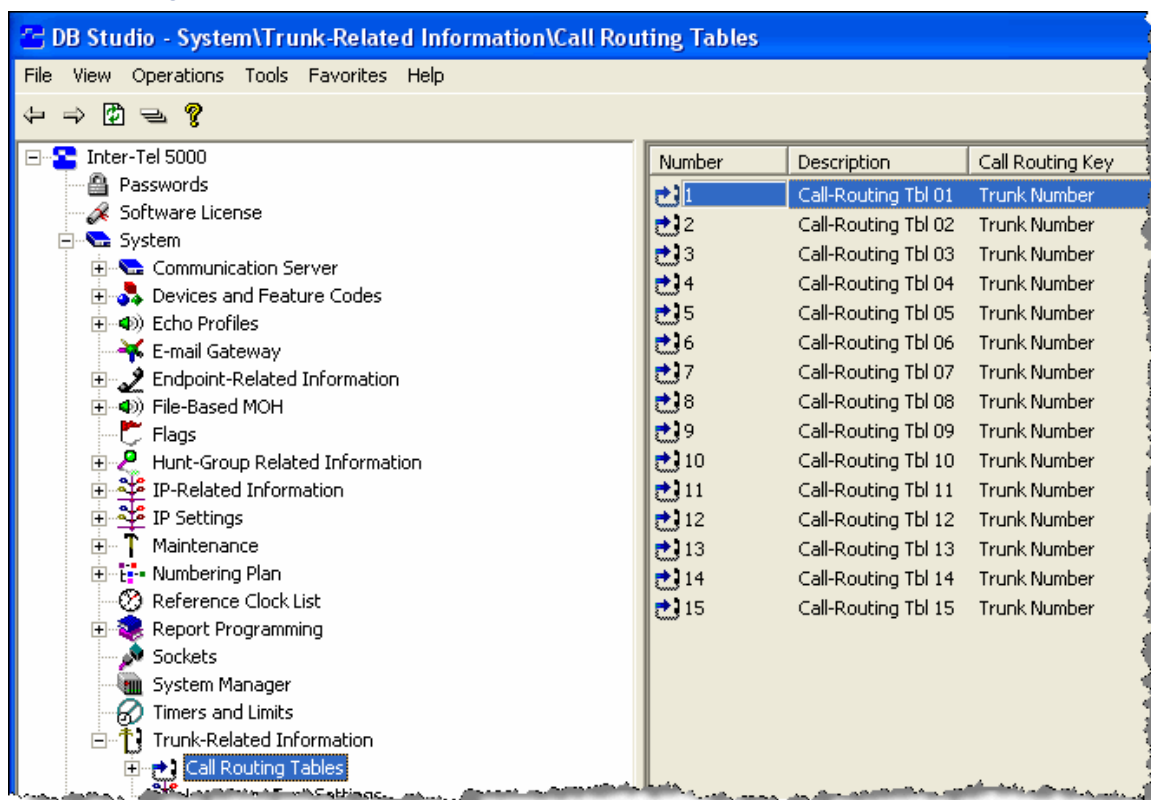 DB Studio - System\Trunk-Related Information\Call Routing Tables
File View Operations Tools Favorites Help
Inter-Tel 5000
Passwords
Software License
System
Communication Server
Devices and Feature Codes
Echo Profiles
E-mail Gateway
Endpoint-Related Information
File-Based MOH
Flags
Hunt-Group Related Information
IP-Related Information
IP Settings
Maintenance
Numbering Plan
Reference Clock List
Report Programming
Sockets
System Manager
Timers and Limits
Trunk-Related Information
Call Routing Tables
Number Description Call Routing Key
1 Call-Routing Tbl 01 Trunk Number
2 Call-Routing Tbl 02 Trunk Number
3 Call-Routing Tbl 03 Trunk Number
4 Call-Routing Tbl 04 Trunk Number
5 Call-Routing Tbl 05 Trunk Number
6 Call-Routing Tbl 06 Trunk Number
7 Call-Routing Tbl 07 Trunk Number
8 Call-Routing Tbl 08 Trunk Number
9 Call-Routing Tbl 09 Trunk Number
10 Call-Routing Tbl 10 Trunk Number
11 Call-Routing Tbl 11 Trunk Number
12 Call-Routing Tbl 12 Trunk Number
13 Call-Routing Tbl 13 Trunk Number
14 Call-Routing Tbl 14 Trunk Number
15 Call-Routing Tbl 15 Trunk Number